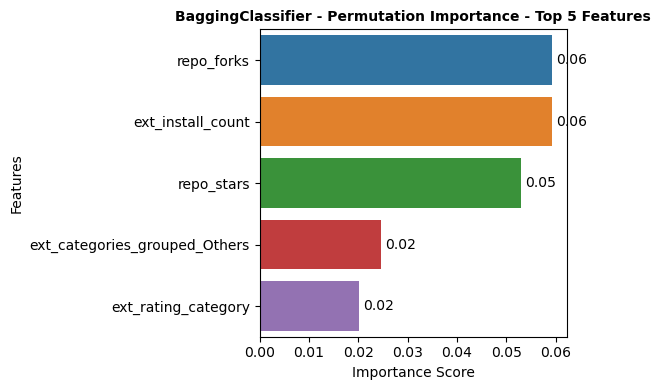 BaggingClassifier - Permutation Importance - Top 5 Features
repo_forks
0.06
ext_install_count
0.06
repo_stars
0.05
ext_categories_grouped_Others
0.02
ext_rating_category
0.02
Features
0.00 0.01 0.02 0.03 0.04 0.05 0.06
Importance Score